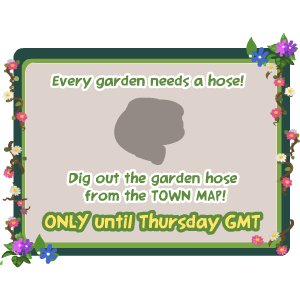 Every garden needs a hose!
Dig out the garden hose
from the TOWN MAP!
ONLY until Thursday GMT